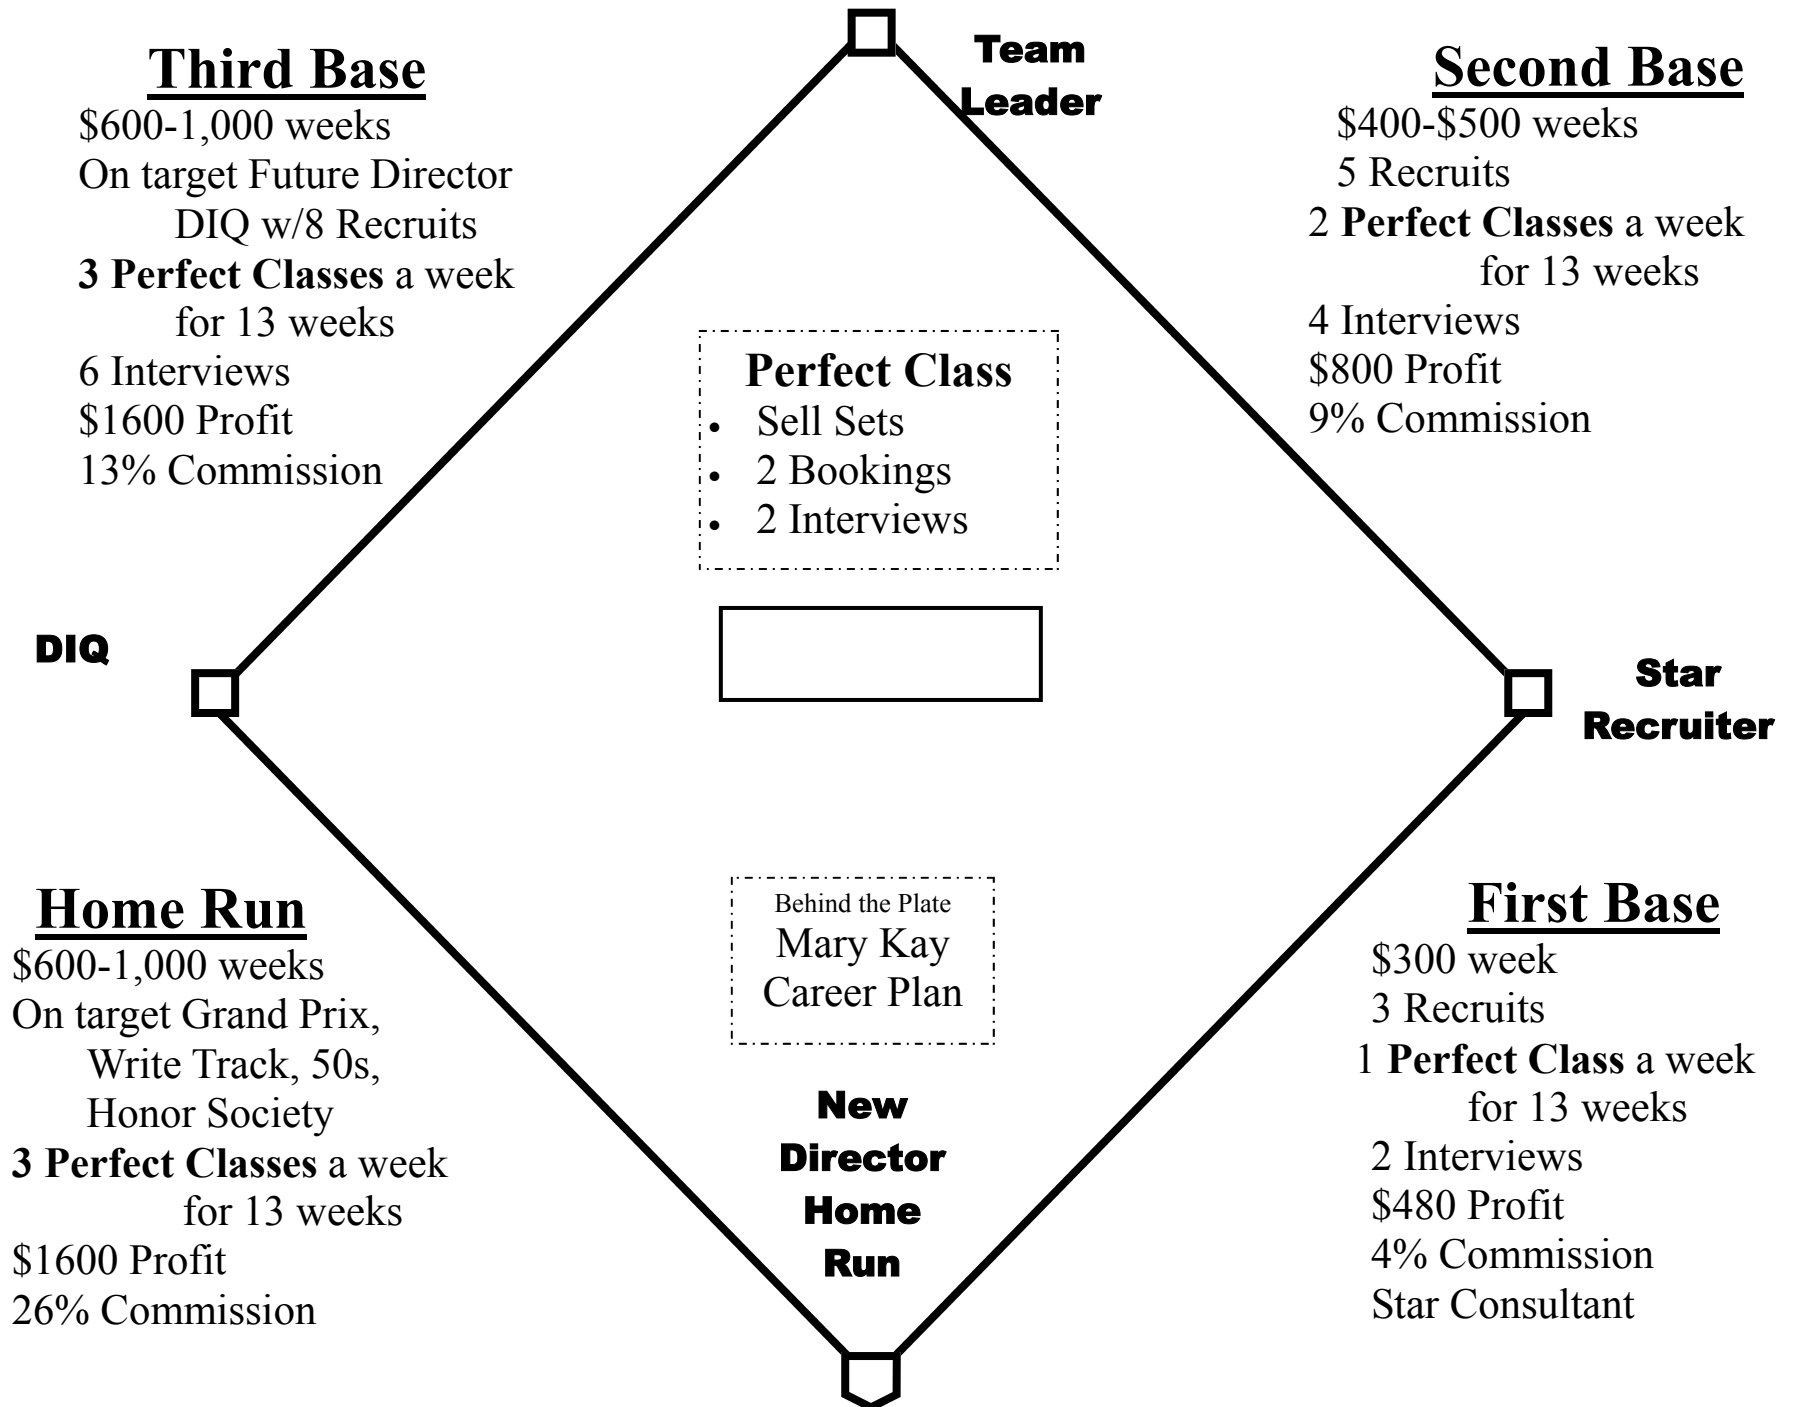 Third Base
$600-1,000 weeks
On target Future Director
DIQ w/8 Recruits
3 Perfect Classes a week
for 13 weeks
6 Interviews
$1600 Profit
13% Commission
Team
Leader
Second Base
$400-$500 weeks
5 Recruits
2 Perfect Classes a week
for 13 weeks
4 Interviews
$800 Profit
9% Commission
Perfect Class
• Sell Sets
• 2 Bookings
• 2 Interviews
DIQ
Star
Recruiter
Home Run
$600-1,000 weeks
On target Grand Prix,
Write Track, 50s,
Honor Society
3 Perfect Classes a week
for 13 weeks
$1600 Profit
26% Commission
Behind the Plate
Mary Kay
Career Plan
New
Director
Home
Run
First Base
$300 week
3 Recruits
1 Perfect Class a week
for 13 weeks
2 Interviews
$480 Profit
4% Commission
Star Consultant